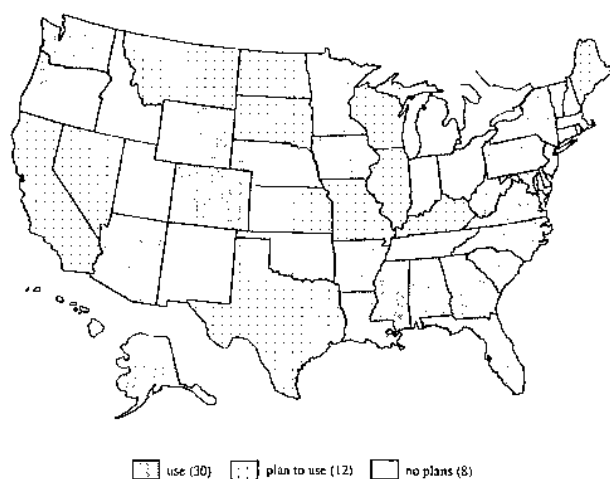 use (30)
plan to use (12)
no plans (8)